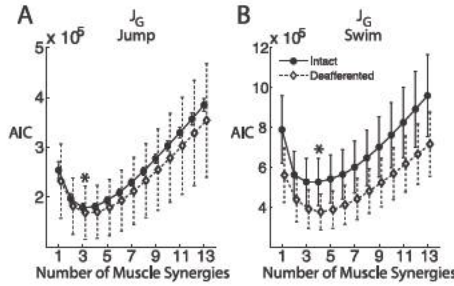 A
J_G
Jump
x 10^5
5
4
3
2
AIC
*
1 3 5 7 9 11 13
Number of Muscle Synergies
B
J_G
Swim
x 10^5
12
10
8
6
4
AIC
Intact
Deafferented
*
1 3 5 7 9 11 13
Number of Muscle Synergies